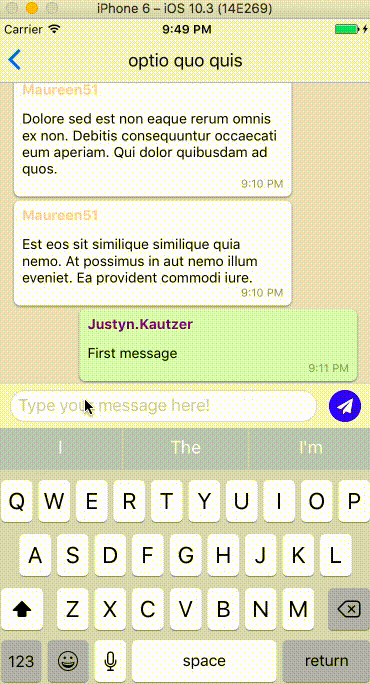 iPhone 6 – iOS 10.3 (14E269)
Carrier 9:49 PM
optio quo quis
Maureen51
Dolore sed est non eaque rerum omnis
ex non. Debitis consequuntur occaecati
eum aperiam. Qui dolor quibusdam ad
quos.
9:10 PM
Maureen51
Est eos sit similique similique quia
nemo. At possimus in aut nemo illum
eveniet. Ea provident commodi iure.
9:10 PM
Justyn.Kautzer
First message
9:11 PM
Type your message here!
I The I'm
Q W E R T Y U I O P
A S D F G H J K L
Z X C V B N M
123 space return